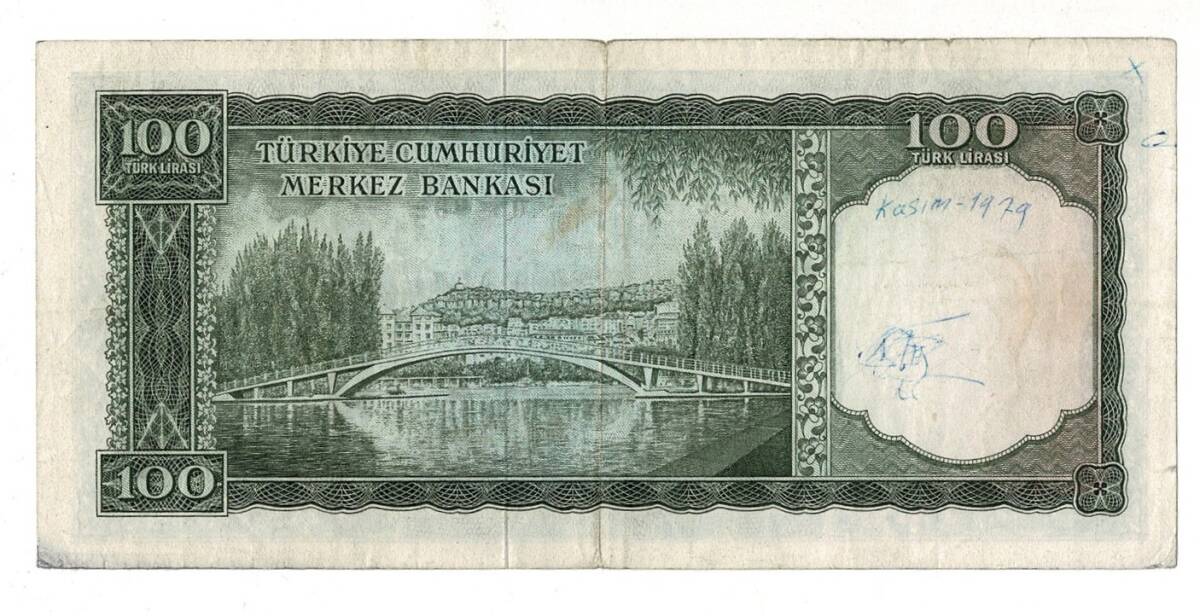 100
TÜRK LİRASI
TÜRKİYE CUMHURİYET
MERKEZ BANKASI
100
TÜRK LİRASI
Kasım-1979
100